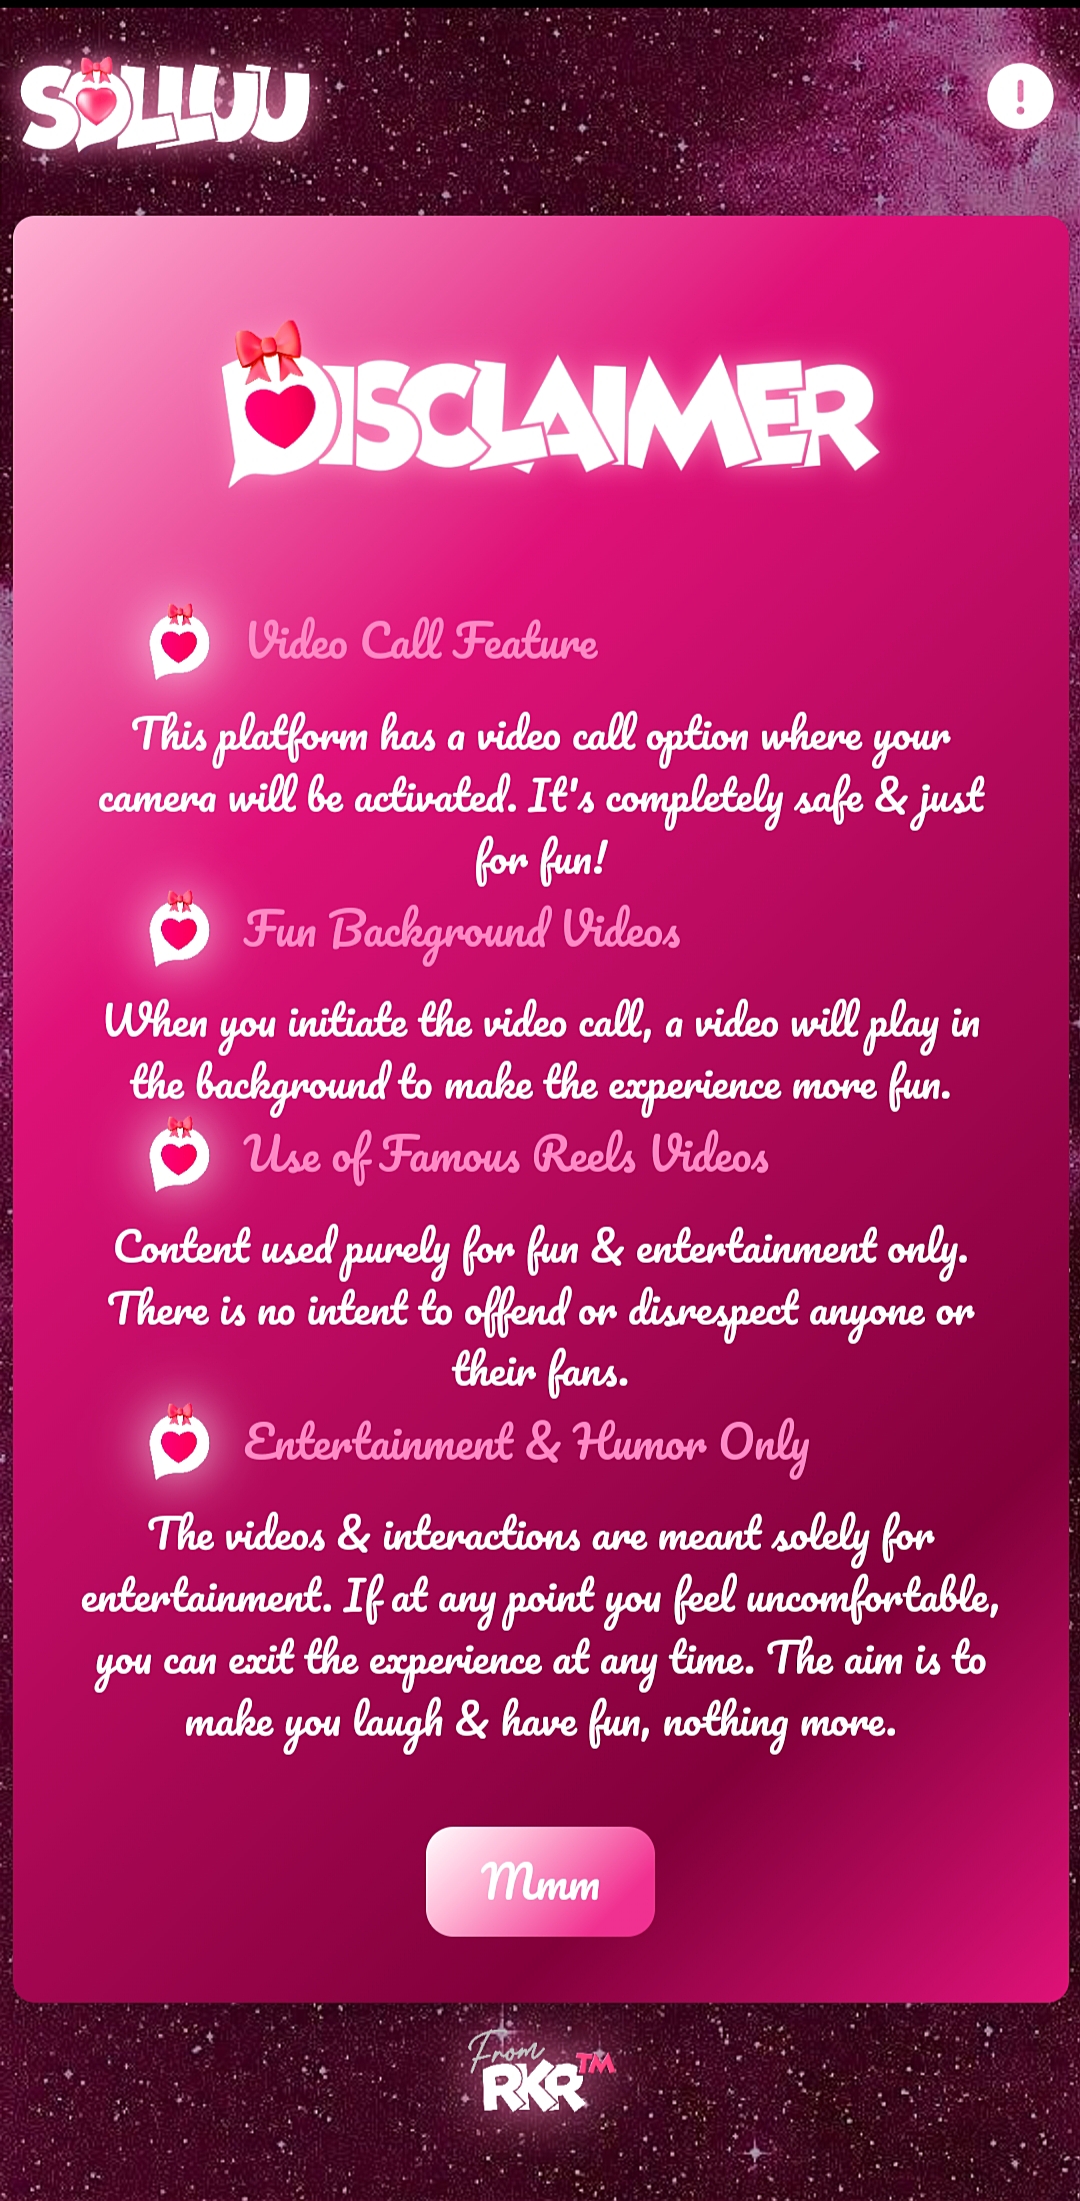 SOLLUU
!
DISCLAIMER
Video Call Feature
This platform has a video call option where your
camera will be activated. It's completely safe & just
for fun!
Fun Background Videos
When you initiate the video call, a video will play in
the background to make the experience more fun.
Use of Famous Reels Videos
Content used purely for fun & entertainment only.
There is no intent to offend or disrespect anyone or
their fans.
Entertainment & Humor Only
The videos & interactions are meant solely for
entertainment. If at any point you feel uncomfortable,
you can exit the experience at any time. The aim is to
make you laugh & have fun, nothing more.
Mmm
From
RKR™